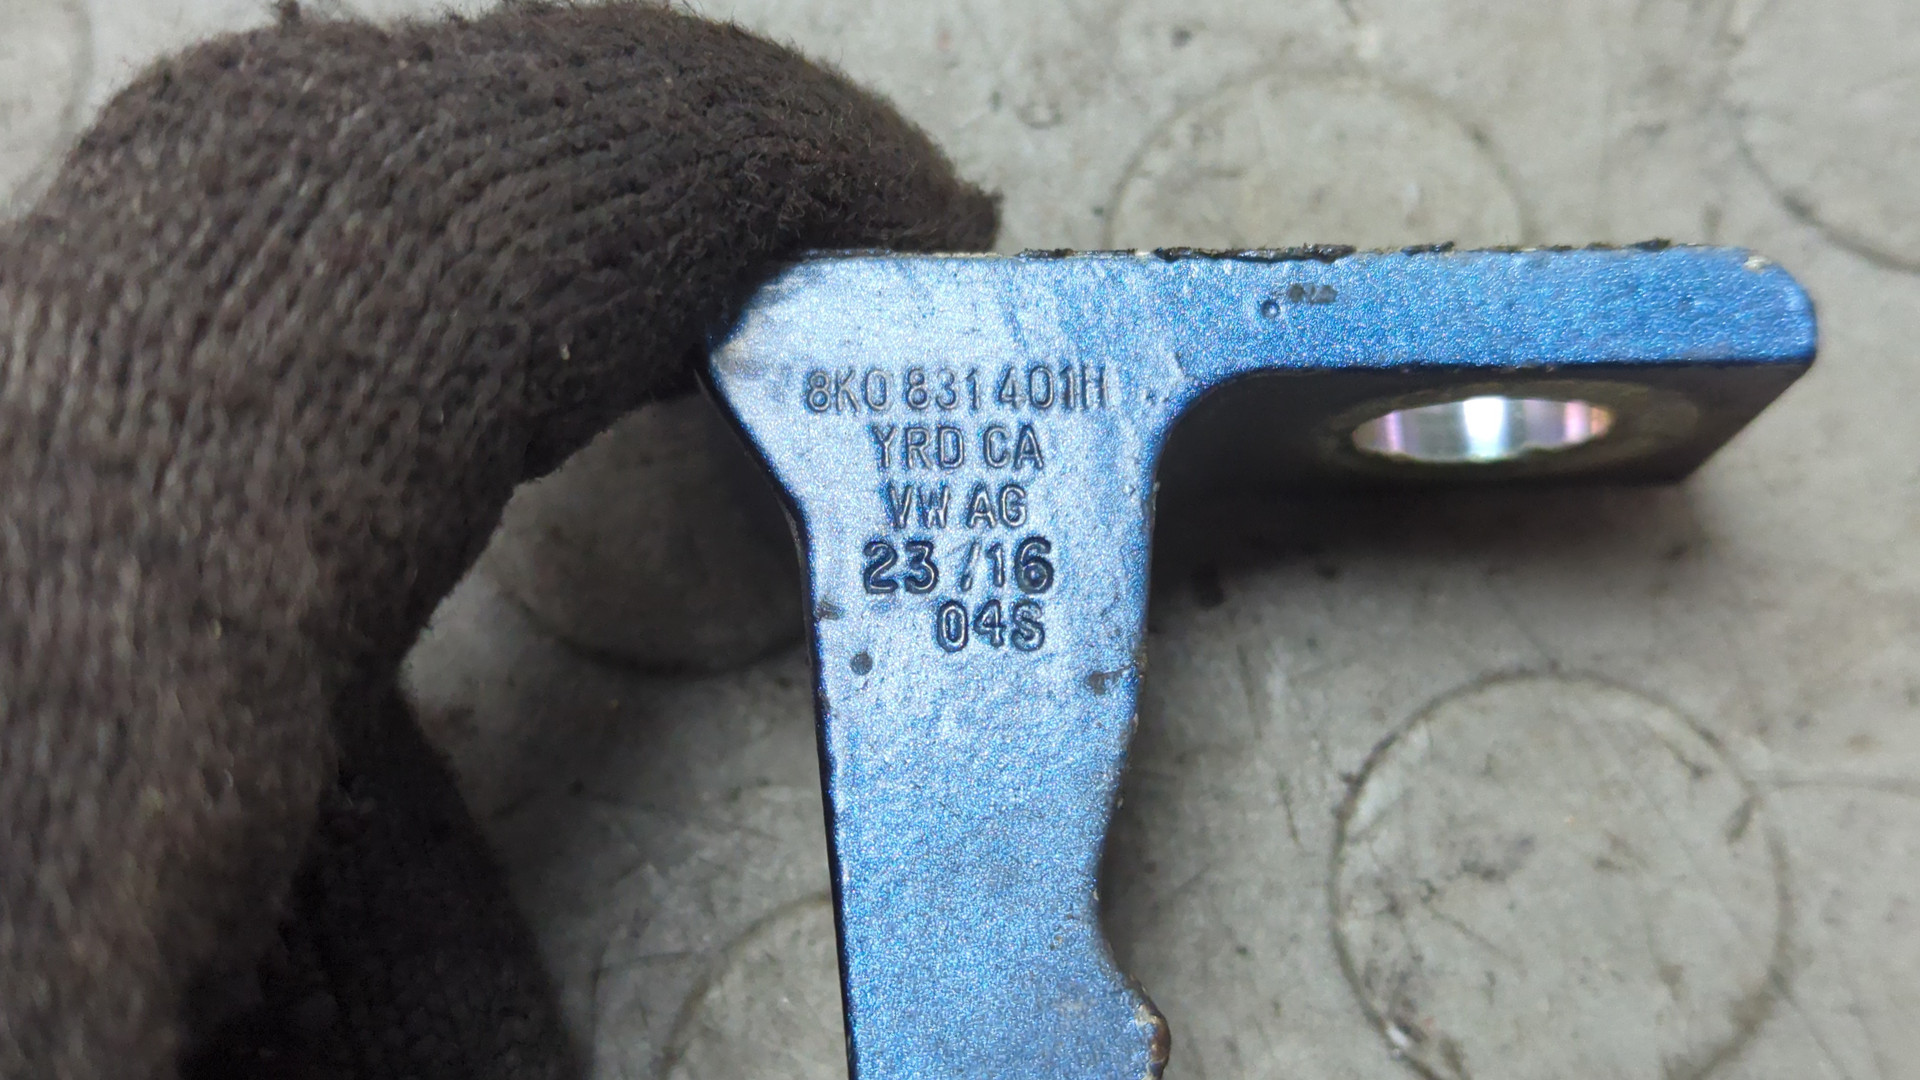 8K0 831 401H
YRD CA
VW AG
23/16
04S